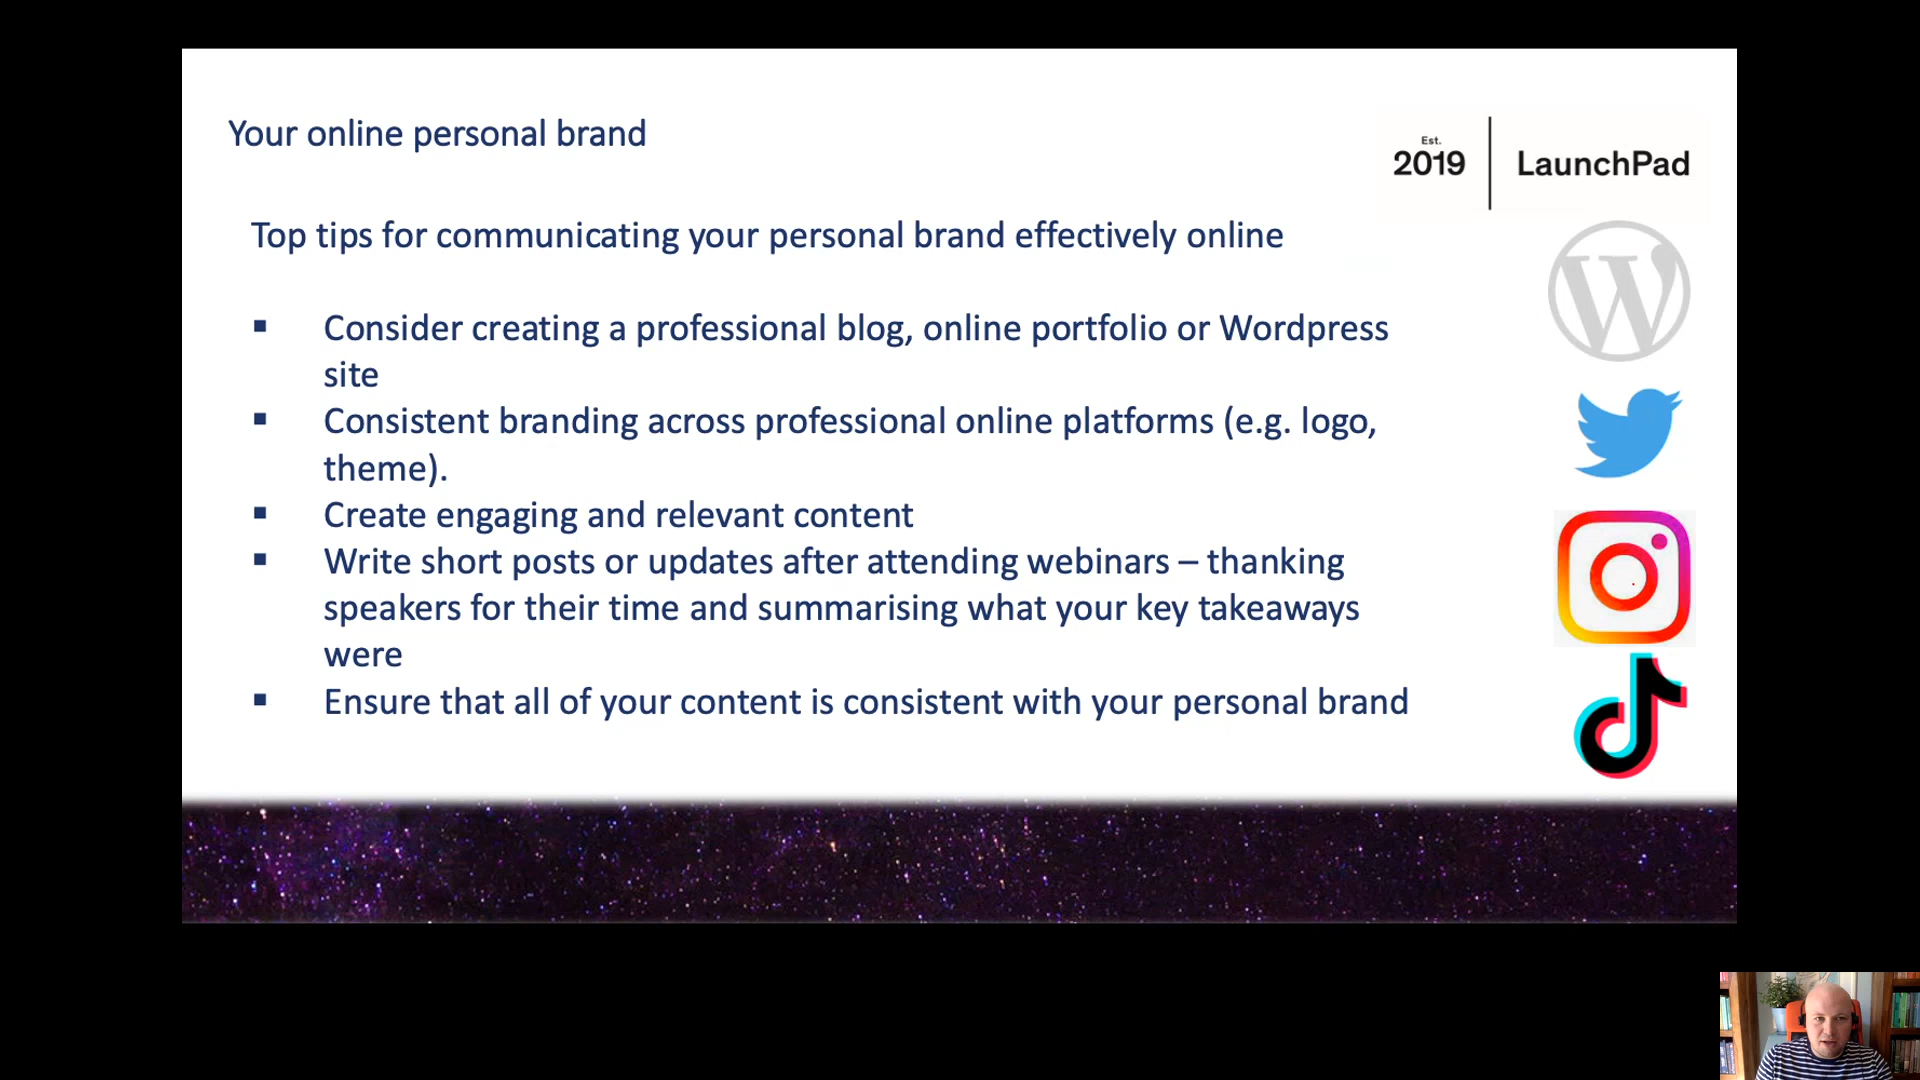 Your online personal brand
Est.
2019
LaunchPad
Top tips for communicating your personal brand effectively online
▪ Consider creating a professional blog, online portfolio or Wordpress
site
▪ Consistent branding across professional online platforms (e.g. logo,
theme).
▪ Create engaging and relevant content
▪ Write short posts or updates after attending webinars – thanking
speakers for their time and summarising what your key takeaways
were
▪ Ensure that all of your content is consistent with your personal brand